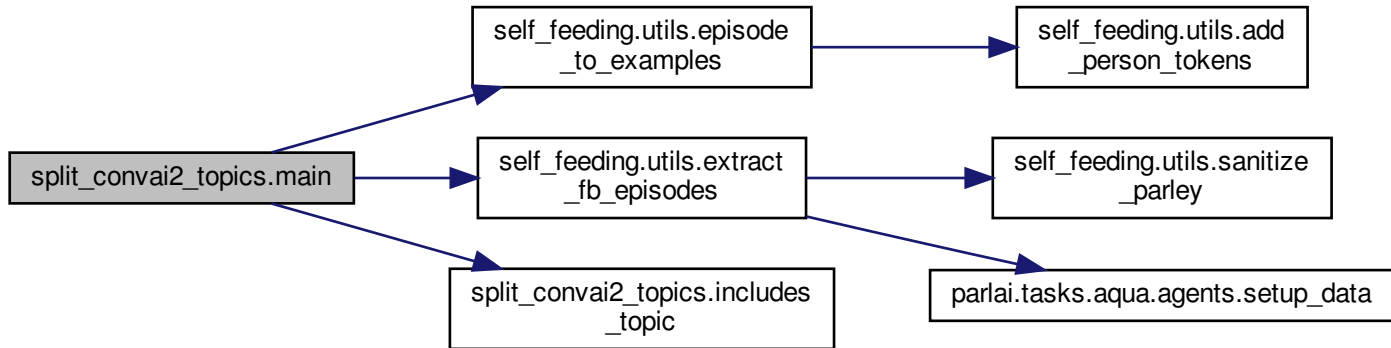 split_convai2_topics.main
self_feeding.utils.episode
_to_examples
self_feeding.utils.add
_person_tokens
self_feeding.utils.extract
_fb_episodes
self_feeding.utils.sanitize
_parley
parlai.tasks.aqua.agents.setup_data
split_convai2_topics.includes
_topic